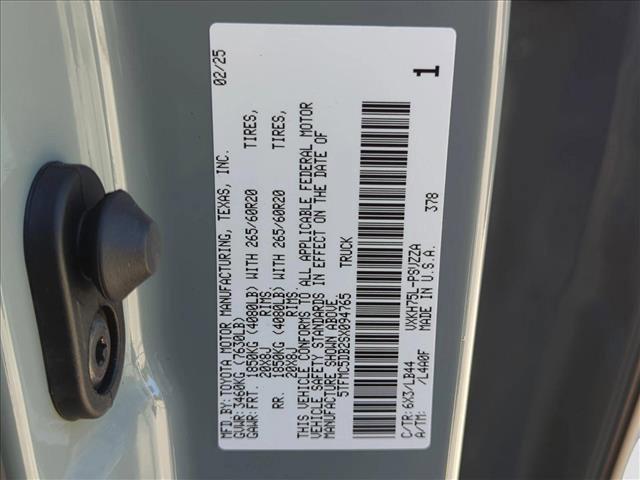 MFD.BY:TOYOTA MOTOR MANUFACTURING, TEXAS, INC. 02/25
GVWR:3460KG (7630LB)
GAWR:FRT. 1850KG (4080LB) WITH 265/60R20 TIRES,
20X8J RIMS
RR. 1850KG (4080LB) WITH 265/60R20 TIRES,
20X8J RIMS
THIS VEHICLE CONFORMS TO ALL APPLICABLE FEDERAL MOTOR
VEHICLE SAFETY STANDARDS IN EFFECT ON THE DATE OF
MANUFACTURE SHOWN ABOVE.
5TFMC5DB2SX094765 TRUCK
1
C/TR:6X3/LB44 VXKH75L-PSVZZA 378
A/TM: /L4A0F MADE IN U.S.A.